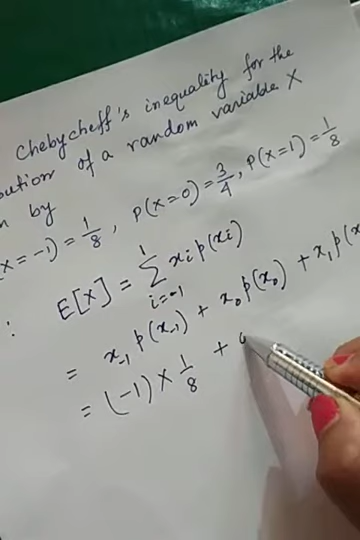 Chebycheff's inequality for the
of a random variable X
by
= -1) = 1/8 , P(x=0) = 3/4 , P(x=1) = 1/8
: E[X] = Σ_{i=-1}^{1} x_i p(x_i)
= x_{-1} p(x_{-1}) + x_0 p(x_0) + x_1 p(x
= (-1) × 1/8 +